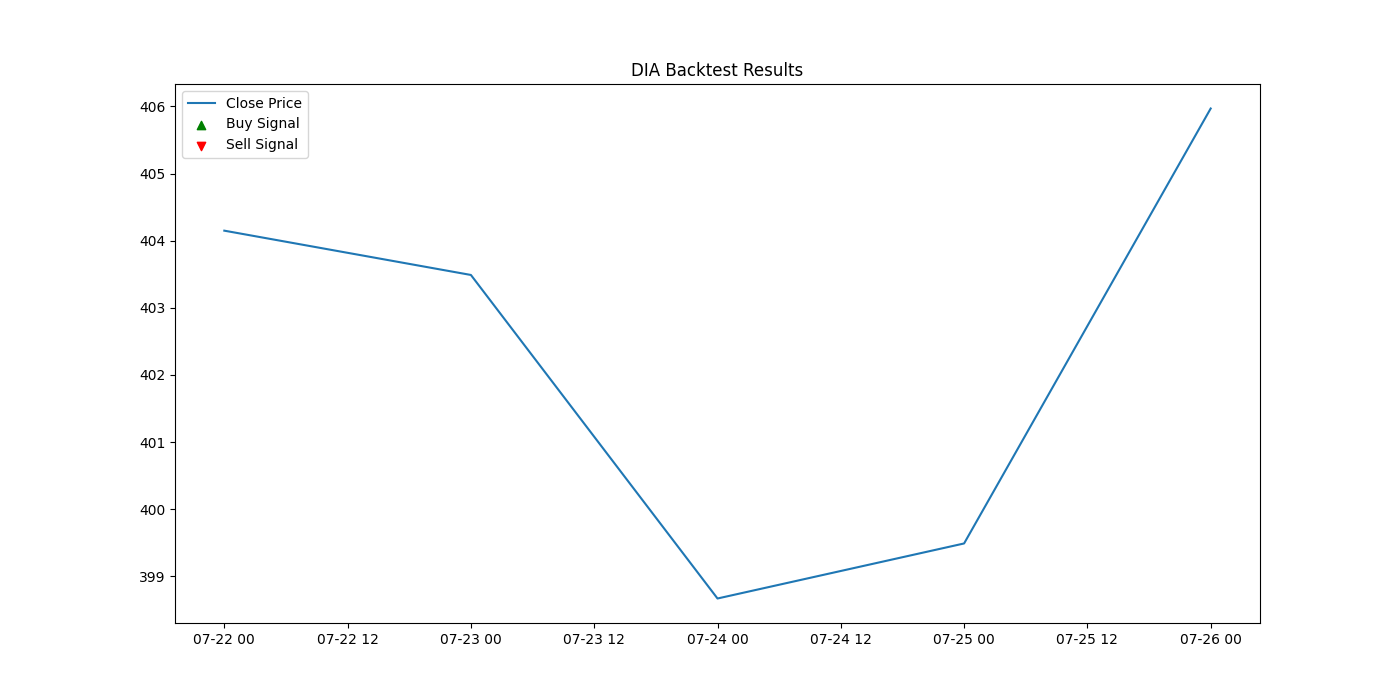 DIA Backtest Results
Close Price
Buy Signal
Sell Signal
406
405
404
403
402
401
400
399
07-22 00 07-22 12 07-23 00 07-23 12 07-24 00 07-24 12 07-25 00 07-25 12 07-26 00